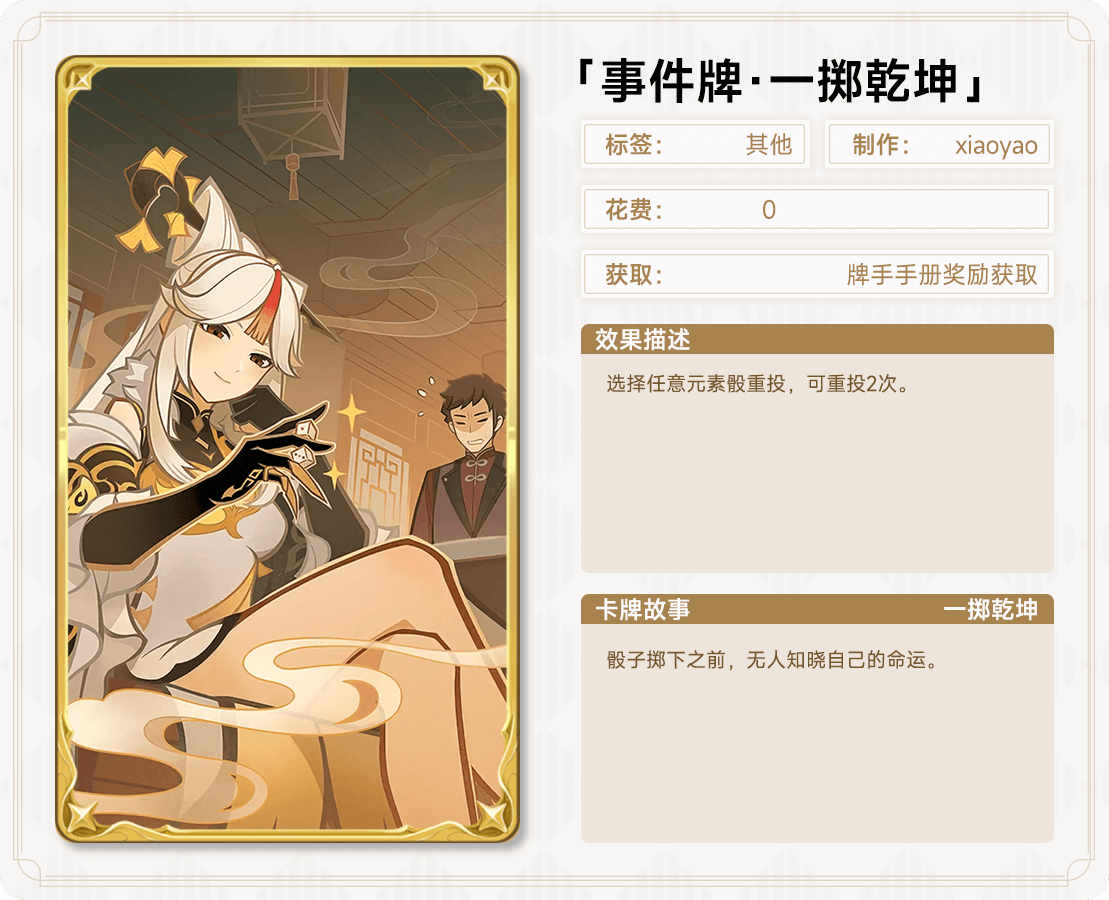 「事件牌·一掷乾坤」
标签： 其他 制作： xiaoyao
花费： 0
获取： 牌手手册奖励获取
效果描述
选择任意元素骰重投，可重投2次。
卡牌故事 一掷乾坤
骰子掷下之前，无人知晓自己的命运。